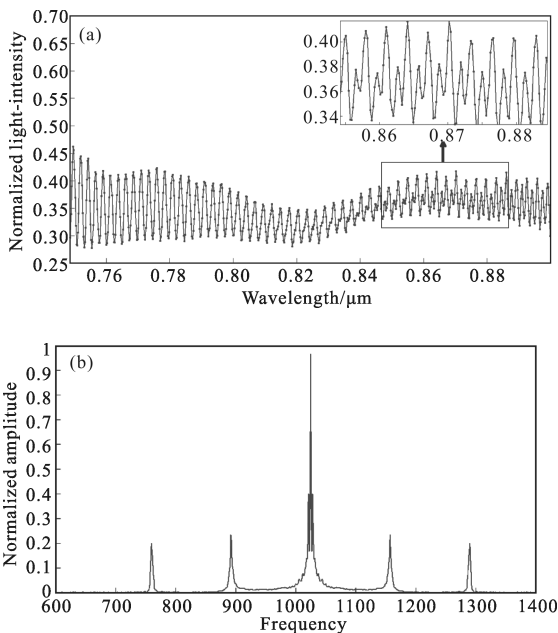 (a)
Normalized light-intensity
0.70
0.65
0.60
0.55
0.50
0.45
0.40
0.35
0.30
0.25
0.40
0.38
0.36
0.34
0.86 0.87 0.88
0.76 0.78 0.80 0.82 0.84 0.86 0.88
Wavelength/μm
(b)
Normalized amplitude
1
0.9
0.8
0.7
0.6
0.5
0.4
0.3
0.2
0.1
0
600 700 800 900 1000 1100 1200 1300 1400
Frequency